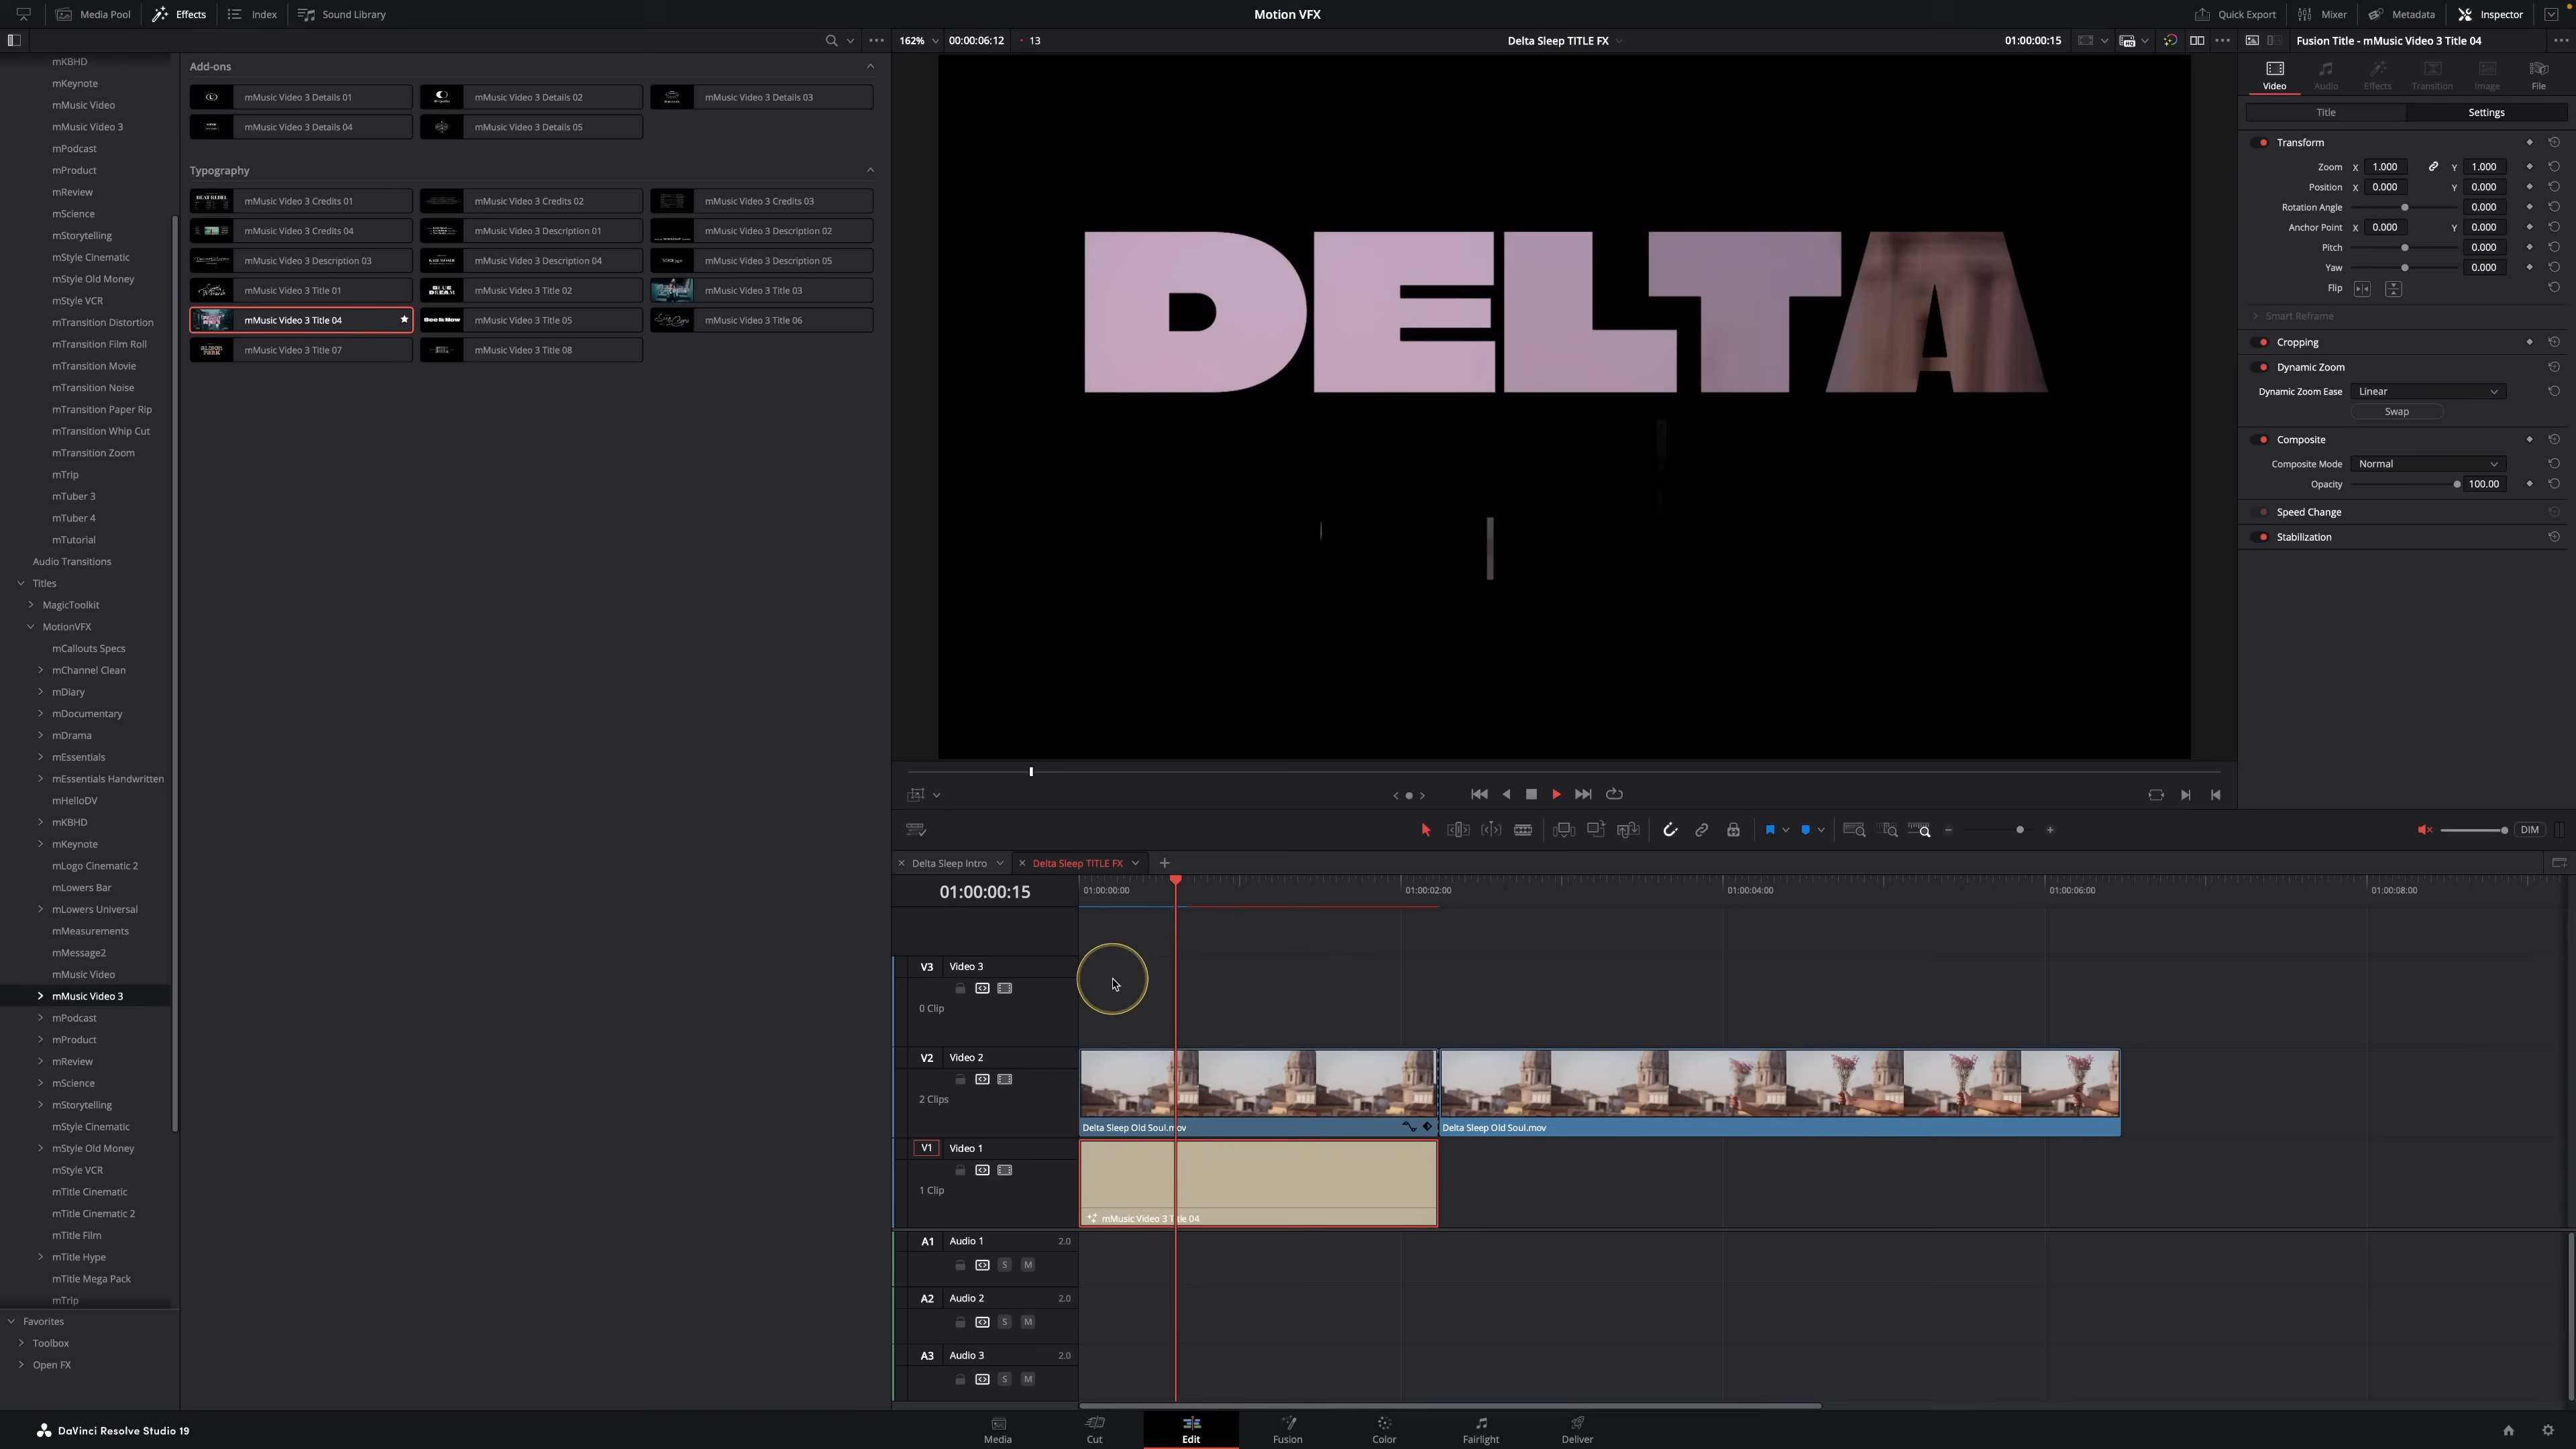 Media Pool Effects Index Sound Library Motion VFX Quick Export Mixer Metadata Inspector
162% 00:00:06:12 13 Delta Sleep TITLE FX 01:00:00:15 Fusion Title - mMusic Video 3 Title 04
Video Audio Effects Transition Image File
Title Settings
Transform
Zoom X 1.000 Y 1.000
Position X 0.000 Y 0.000
Rotation Angle 0.000
Anchor Point X 0.000 Y 0.000
Pitch 0.000
Yaw 0.000
Flip
Smart Reframe
Cropping
Dynamic Zoom
Dynamic Zoom Ease Linear
Swap
Composite
Composite Mode Normal
Opacity 100.00
Speed Change
Stabilization
mKBHD
mKeynote
mMusic Video
mMusic Video 3
mPodcast
mProduct
mReview
mScience
mStorytelling
mStyle Cinematic
mStyle Old Money
mStyle VCR
mTransition Distortion
mTransition Film Roll
mTransition Movie
mTransition Noise
mTransition Paper Rip
mTransition Whip Cut
mTransition Zoom
mTrip
mTuber 3
mTuber 4
mTutorial
Audio Transitions
Titles
MagicToolkit
MotionVFX
mCallouts Specs
mChannel Clean
mDiary
mDocumentary
mDrama
mEssentials
mEssentials Handwritten
mHelloDV
mKBHD
mKeynote
mLogo Cinematic 2
mLowers Bar
mLowers Universal
mMeasurements
mMessage2
mMusic Video
mMusic Video 3
mPodcast
mProduct
mReview
mScience
mStorytelling
mStyle Cinematic
mStyle Old Money
mStyle VCR
mTitle Cinematic
mTitle Cinematic 2
mTitle Film
mTitle Hype
mTitle Mega Pack
mTrip
Favorites
Toolbox
Open FX
Add-ons
mMusic Video 3 Details 01 mMusic Video 3 Details 02 mMusic Video 3 Details 03
mMusic Video 3 Details 04 mMusic Video 3 Details 05
Typography
BEAT REBEL mMusic Video 3 Credits 01 mMusic Video 3 Credits 02 mMusic Video 3 Credits 03
mMusic Video 3 Credits 04 mMusic Video 3 Description 01 mMusic Video 3 Description 02
mMusic Video 3 Description 03 mMusic Video 3 Description 04 mMusic Video 3 Description 05
mMusic Video 3 Title 01 BLUE DREAM mMusic Video 3 Title 02 mMusic Video 3 Title 03
mMusic Video 3 Title 04 Bee is Now mMusic Video 3 Title 05 mMusic Video 3 Title 06
mMusic Video 3 Title 07 mMusic Video 3 Title 08
DELTA
DIM
Delta Sleep Intro Delta Sleep TITLE FX
01:00:00:15 01:00:00:00 01:00:02:00 01:00:04:00 01:00:06:00 01:00:08:00
V3 Video 3
0 Clip
V2 Video 2
2 Clips
Delta Sleep Old Soul.mov Delta Sleep Old Soul.mov
V1 Video 1
1 Clip
mMusic Video 3 Title 04
A1 Audio 1 2.0
S M
A2 Audio 2 2.0
S M
A3 Audio 3 2.0
S M
DaVinci Resolve Studio 19
Media Cut Edit Fusion Color Fairlight Deliver